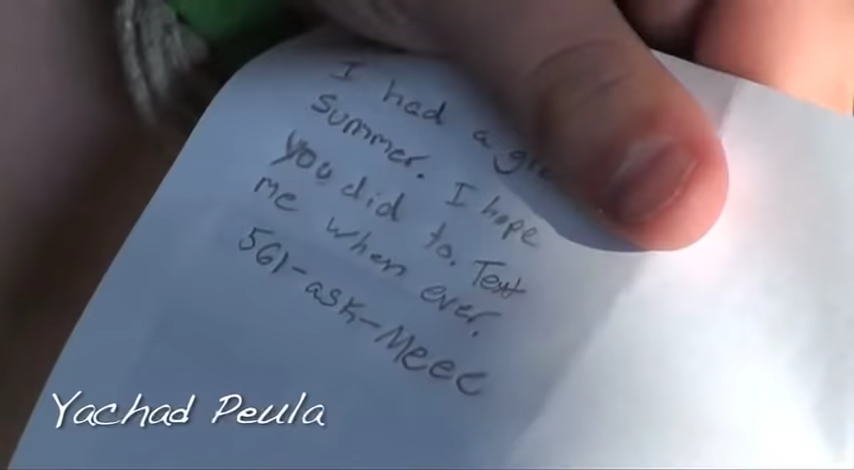 I had a
summer. I hope
you did to. Text
me when ever.
561-ask-Meee
Yachad Peula